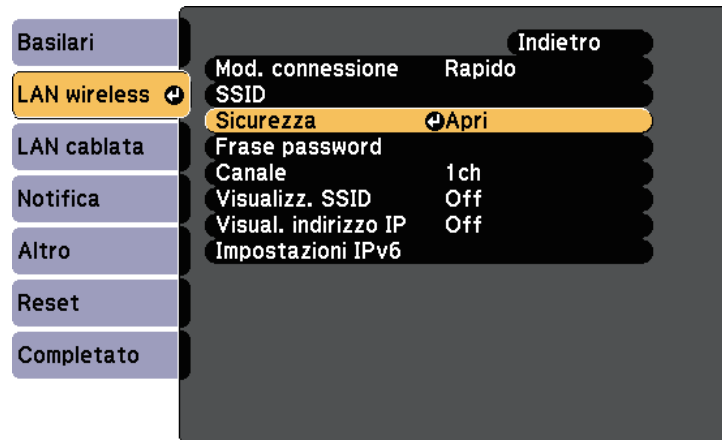 Basilari
LAN wireless
LAN cablata
Notifica
Altro
Reset
Completato
Indietro
Mod. connessione Rapido
SSID
Sicurezza Apri
Frase password
Canale 1ch
Visualizz. SSID Off
Visual. indirizzo IP Off
Impostazioni IPv6